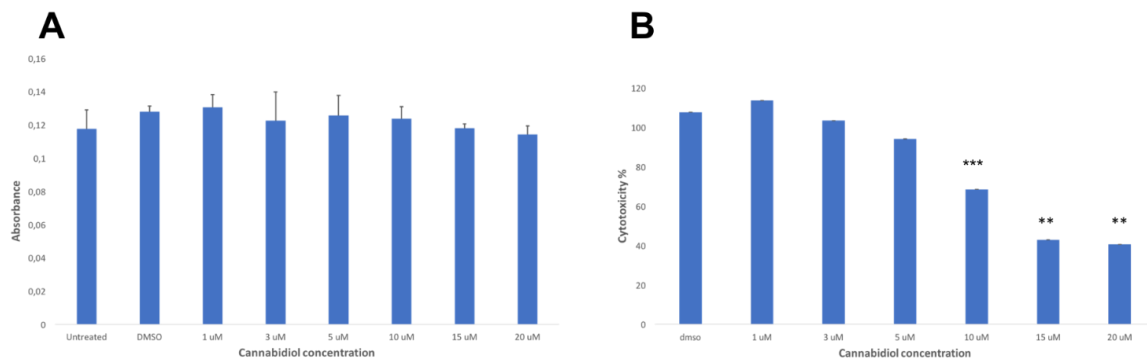 A
0,16
0,14
0,12
0,1
0,08
0,06
0,04
0,02
0
Absorbance
Untreated DMSO 1 uM 3 uM 5 uM 10 uM 15 uM 20 uM
Cannabidiol concentration
B
120
100
80
60
40
20
0
Cytotoxicity %
***
** **
dmso 1 uM 3 uM 5 uM 10 uM 15 uM 20 uM
Cannabidiol concentration